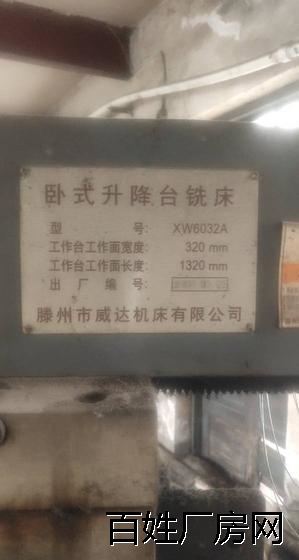 卧式升降台铣床
型 号: XW6032A
工作台工作面宽度: 320 mm
工作台工作面长度: 1320 mm
出 厂 编 号:
滕州市威达机床有限公司
百姓厂房网